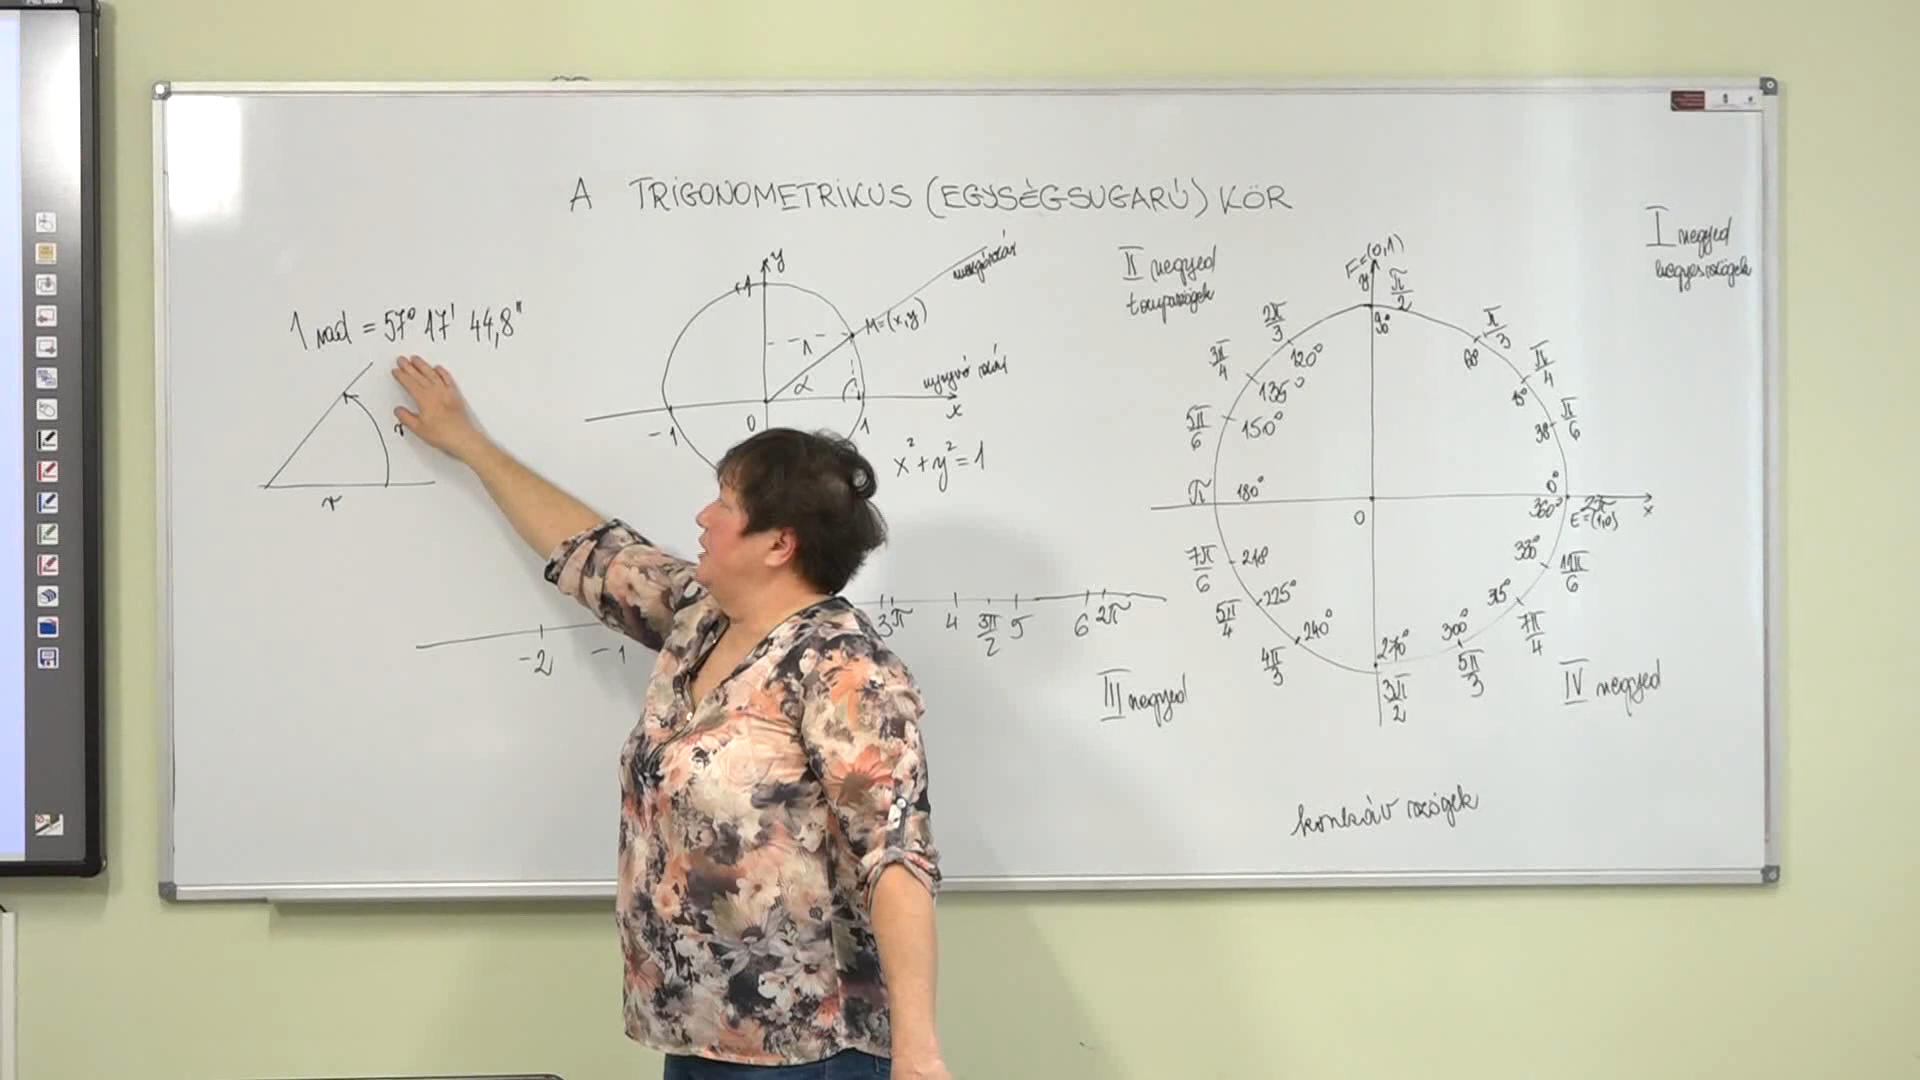 A TRIGONOMETRIKUS (EGYSÉGSUGARÚ) KÖR
1 rad = 57° 17' 44,8"
r
r
y
1
mozgó szár
M=(x,y)
1
α
nyugvó szár
x
-1
0
1
x² + y² = 1
-2
-1
3
π
4
3π/2
5
6
2π
I negyed
hegyesszögek
II negyed
tompaszögek
III negyed
IV negyed
F=(0,1)
y
π/2
90°
π/3
60°
π/4
45°
π/6
30°
0°
360°
2π
E=(1,0)
x
0
2π/3
120°
3π/4
135°
5π/6
150°
π
180°
7π/6
210
5π/4
225°
4π/3
240°
270°
3π/2
300°
5π/3
315°
7π/4
330°
11π/6
konkáv szögek